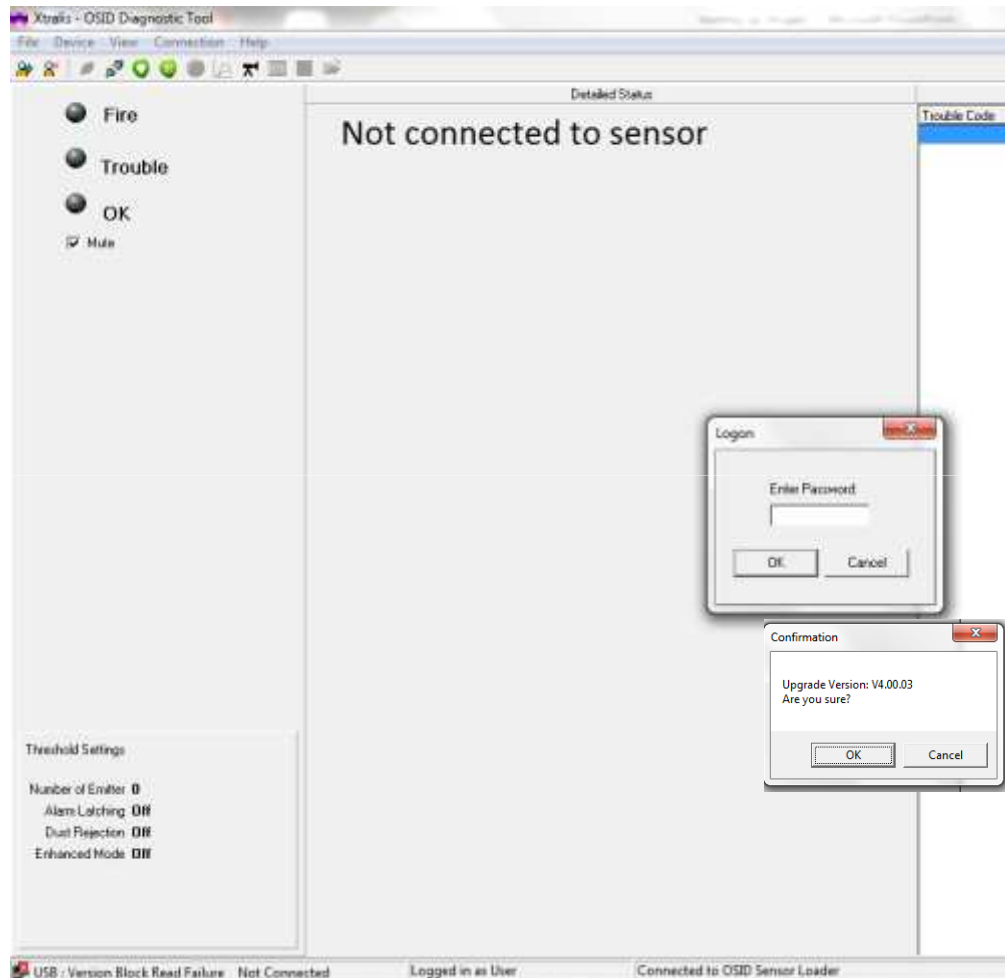 Xtralis - OSID Diagnostic Tool
File Device View Connection Help
Detailed Status
Trouble Code
Fire
Not connected to sensor
Trouble
OK
Mute
Logon
Enter Password
OK Cancel
Confirmation
Upgrade Version: V4.00.03
Are you sure?
OK Cancel
Threshold Settings
Number of Emitter 0
Alarm Latching Off
Dust Rejection Off
Enhanced Mode Off
USB : Version Block Read Failure Not Connected Logged in as User Connected to OSID Sensor Loader